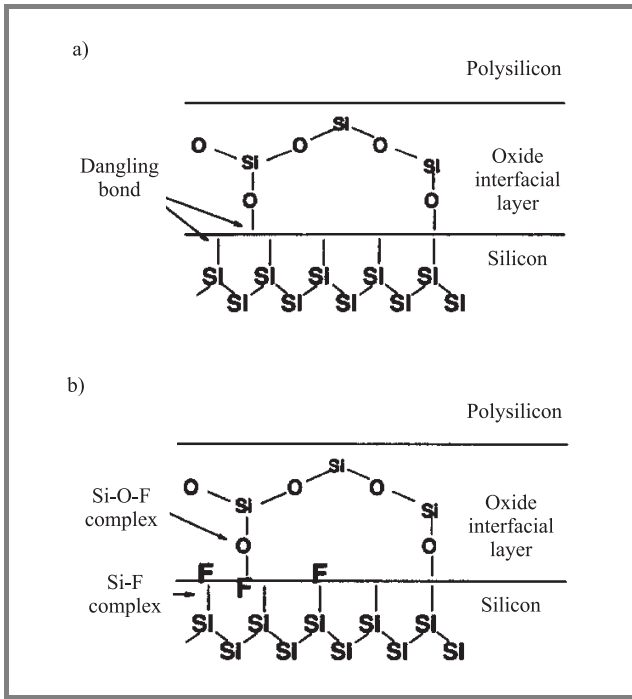 a)
Polysilicon
Si
O O O
Si Si
Dangling
bond
Oxide
interfacial
layer
O O
Silicon
Si Si Si Si Si
Si Si Si Si Si
b)
Polysilicon
Si
O O O
Si Si
Si-O-F
complex
Oxide
interfacial
layer
O O
F F F
Si-F
complex
Silicon
Si Si Si Si Si
Si Si Si Si Si